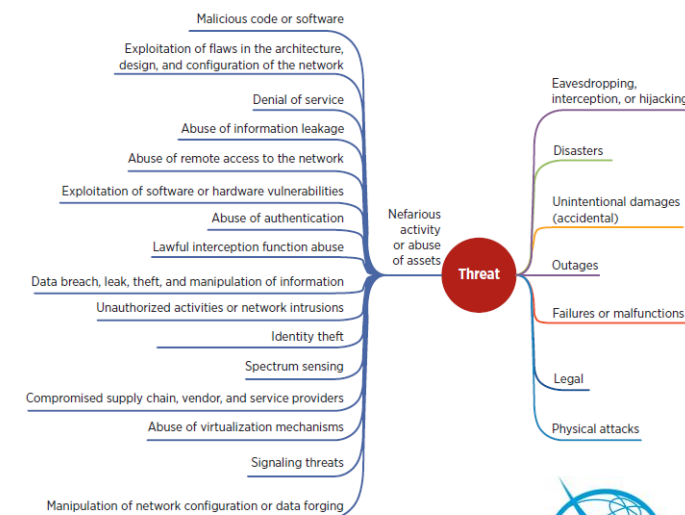 Malicious code or software
Exploitation of flaws in the architecture,
design, and configuration of the network
Denial of service
Abuse of information leakage
Abuse of remote access to the network
Exploitation of software or hardware vulnerabilities
Abuse of authentication
Lawful interception function abuse
Data breach, leak, theft, and manipulation of information
Unauthorized activities or network intrusions
Identity theft
Spectrum sensing
Compromised supply chain, vendor, and service providers
Abuse of virtualization mechanisms
Signaling threats
Manipulation of network configuration or data forging
Nefarious
activity
or abuse
of assets
Threat
Eavesdropping,
interception, or hijacking
Disasters
Unintentional damages
(accidental)
Outages
Failures or malfunctions
Legal
Physical attacks